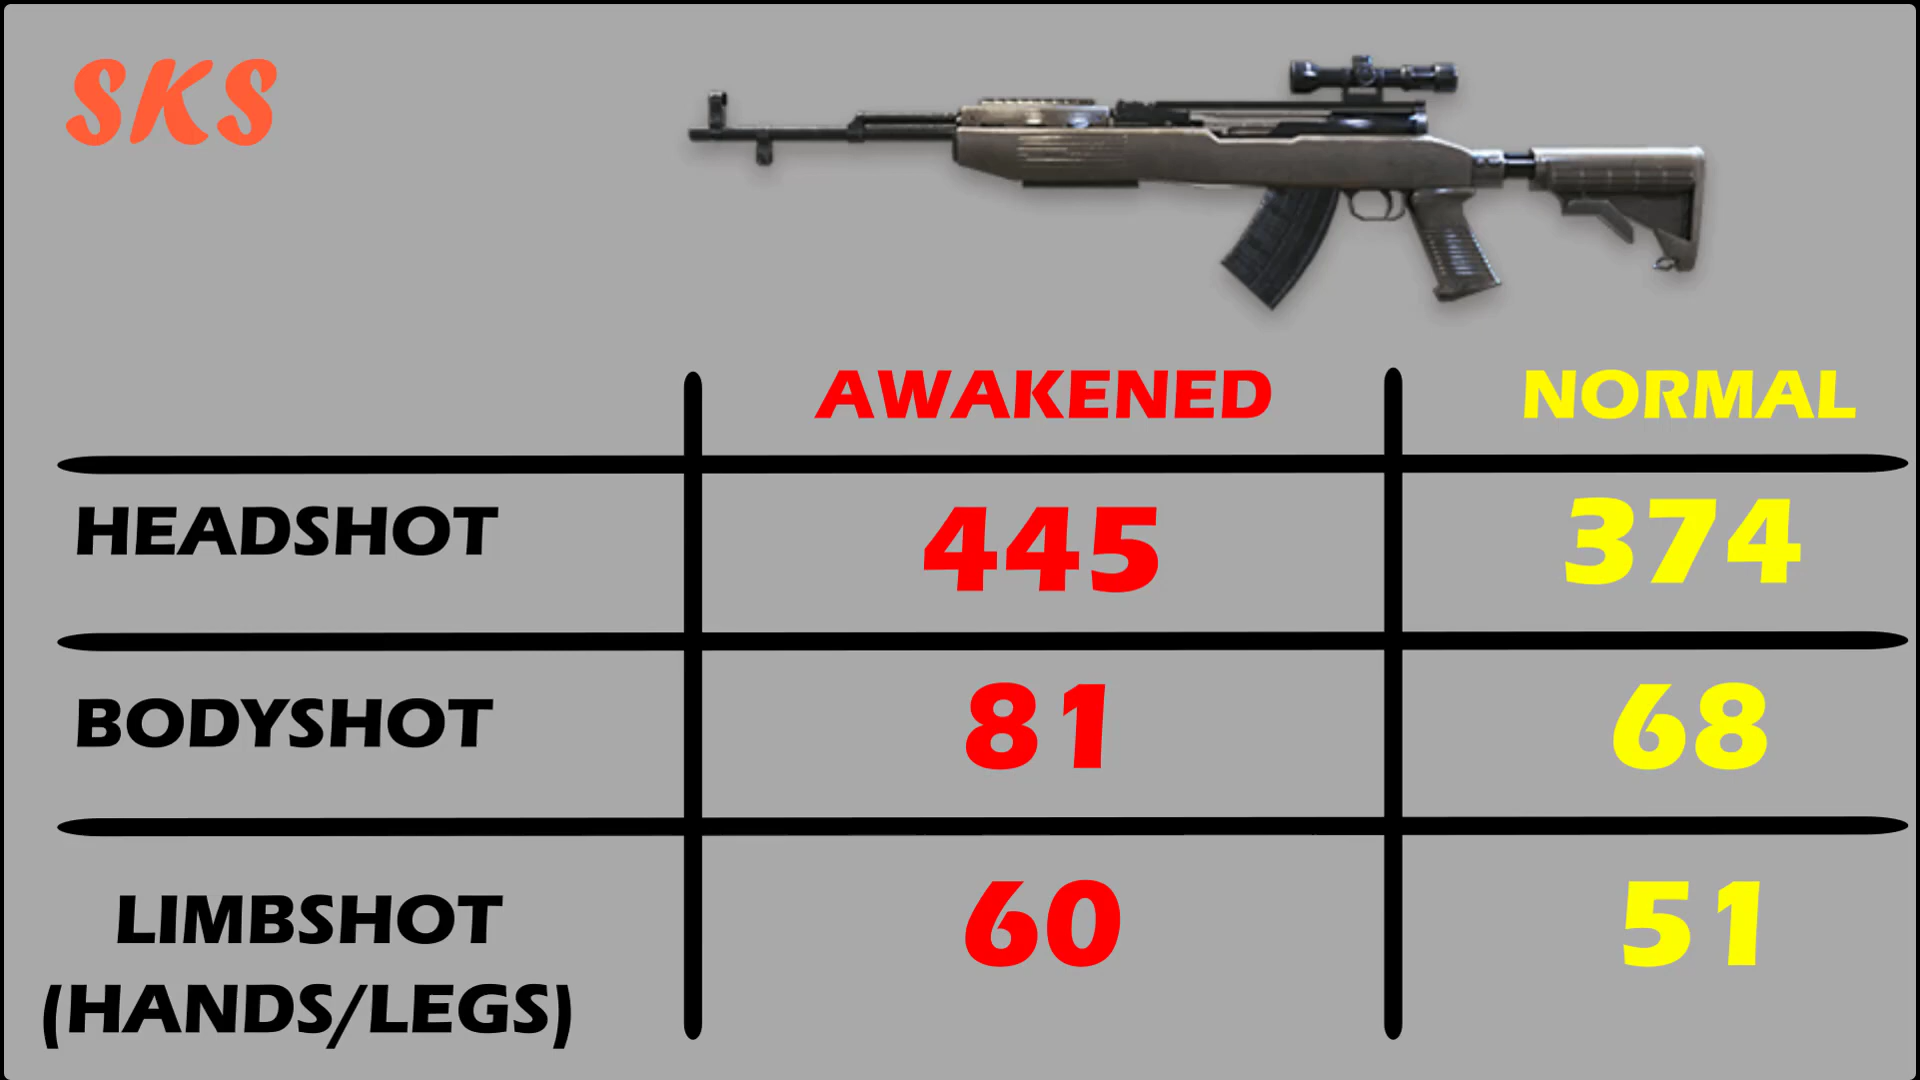 SKS
AWAKENED NORMAL
HEADSHOT 445 374
BODYSHOT 81 68
LIMBSHOT 60 51
(HANDS/LEGS)